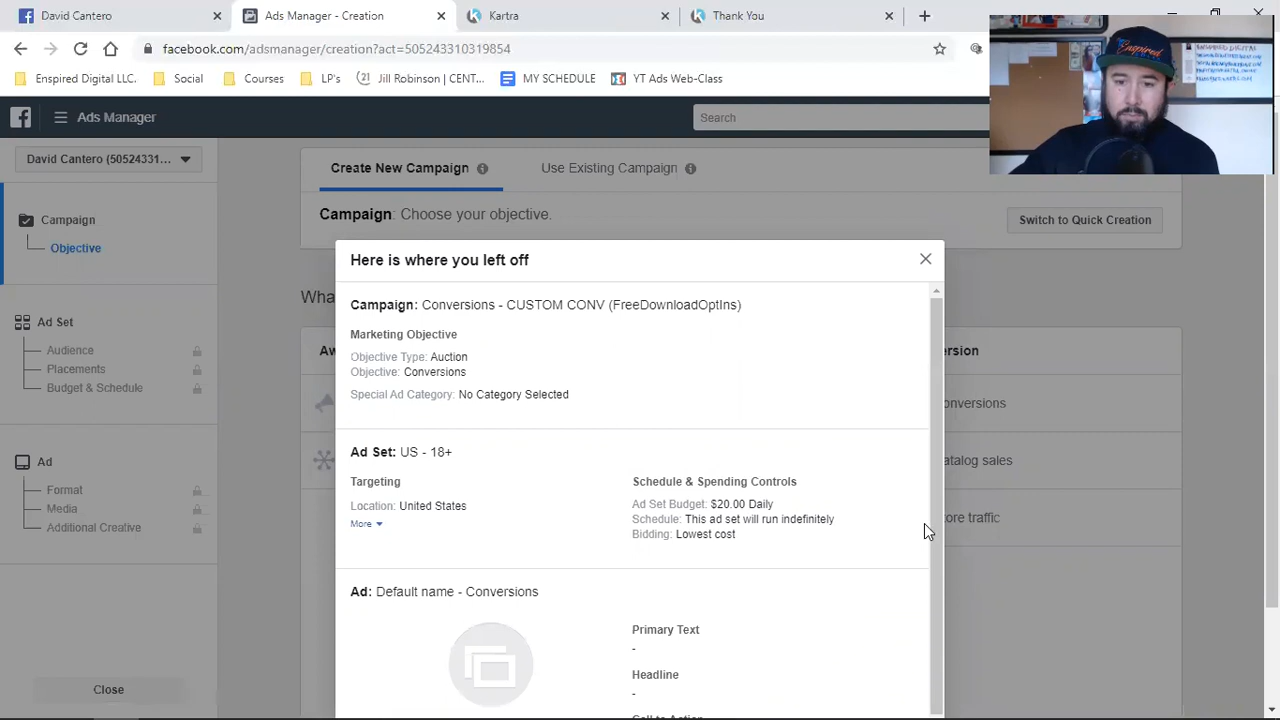 David Cantero
Ads Manager - Creation
Kartra
Thank You
facebook.com/adsmanager/creation?act=505243310319854
Enspired Digital LLC.
Social
Courses
LP's
Jill Robinson | CENT...
MY SCHEDULE
YT Ads Web-Class
Ads Manager
Search
David Cantero (50524331...
Create New Campaign
Use Existing Campaign
Campaign
Campaign: Choose your objective.
Switch to Quick Creation
Objective
Here is where you left off
Campaign: Conversions - CUSTOM CONV (FreeDownloadOptIns)
Marketing Objective
Objective Type: Auction
Objective: Conversions
Special Ad Category: No Category Selected
Ad Set
Audience
Placements
Budget & Schedule
Ad Set: US - 18+
Targeting
Location: United States
More
Schedule & Spending Controls
Ad Set Budget: $20.00 Daily
Schedule: This ad set will run indefinitely
Bidding: Lowest cost
Ad
Format
Media
Additional Creative
Ad: Default name - Conversions
Primary Text
-
Headline
-
Close